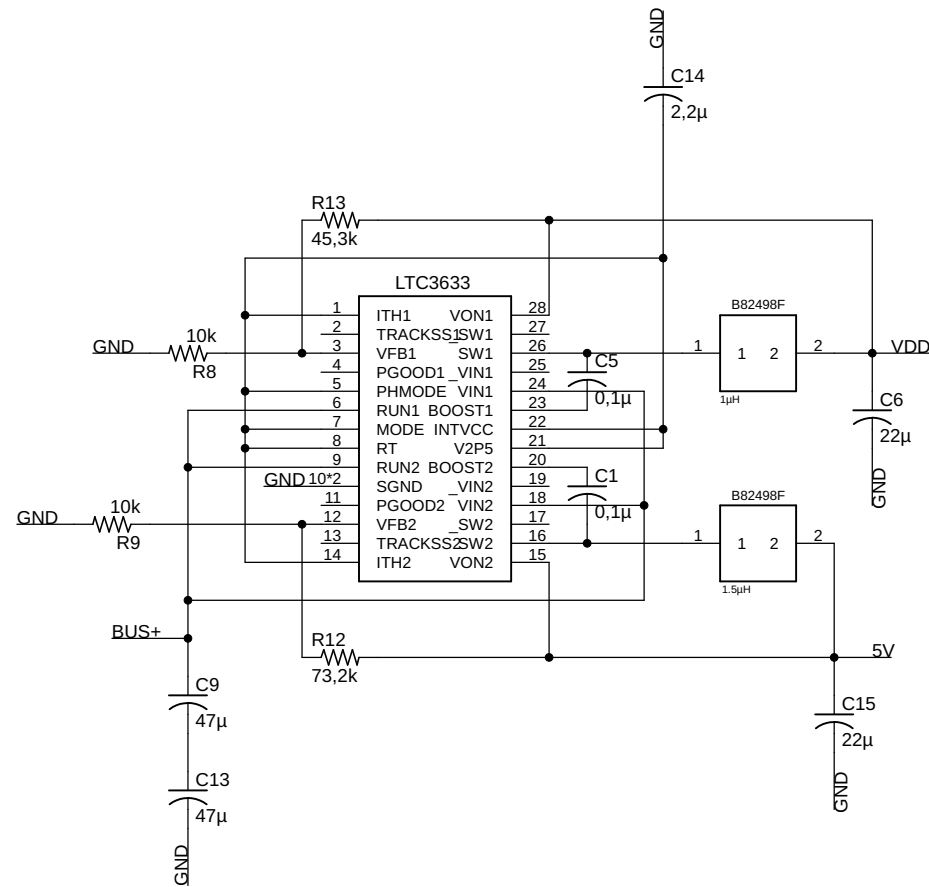 GND
C14
2,2µ
R13
45,3k
LTC3633
B82498F
1 ITH1 VON1 28
2 TRACKSS1 _SW1 27
10k
3 VFB1 SW1 26
GND
R8
1 1 2 2
VDD
4 PGOOD1 _VIN1 25
C5
5 PHMODE VIN1 24
0,1µ
1µH
6 RUN1 BOOST1 23
C6
22µ
7 MODE INTVCC 22
8 RT V2P5 21
9 RUN2 BOOST2 20
GND 10*2 SGND _VIN2 19
C1
GND
11 PGOOD2 VIN2 18
0,1µ
B82498F
10k
GND
R9
12 VFB2 _SW2 17
13 TRACKSS2 SW2 16
1 1 2 2
14 ITH2 VON2 15
1.5µH
BUS+
R12
73,2k
5V
C9
47µ
C15
22µ
C13
47µ
GND
GND